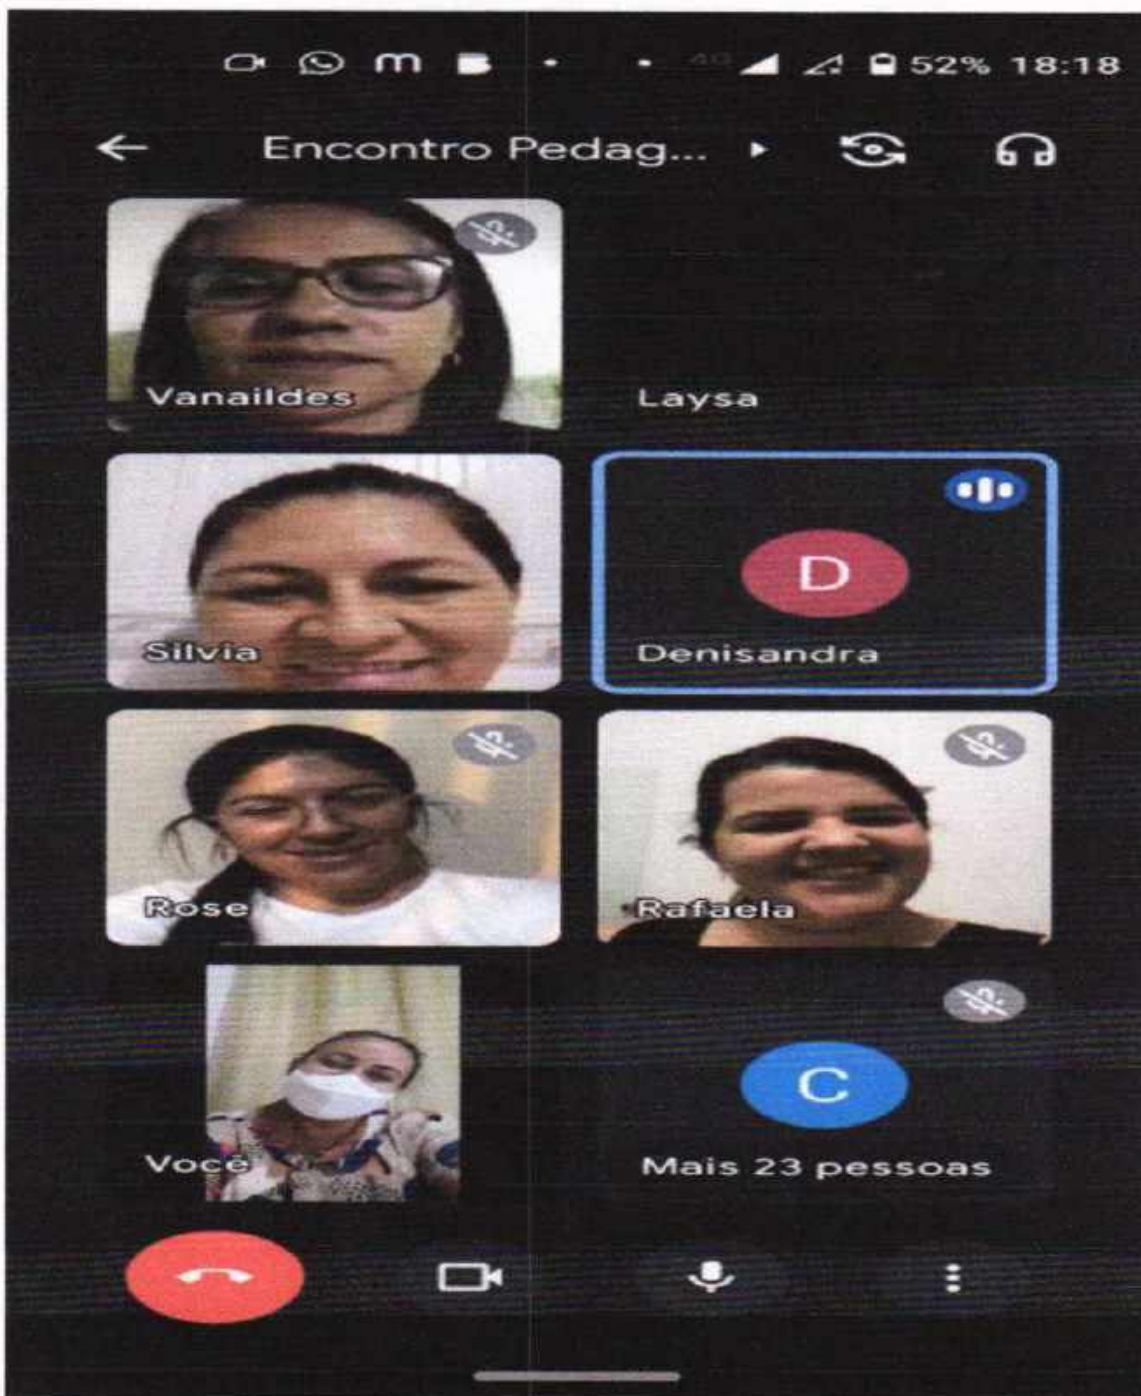 52% 18:18
Encontro Pedag...
Vanaildes
Laysa
Silvia
D
Denisandra
Rose
Rafaela
Você
C
Mais 23 pessoas